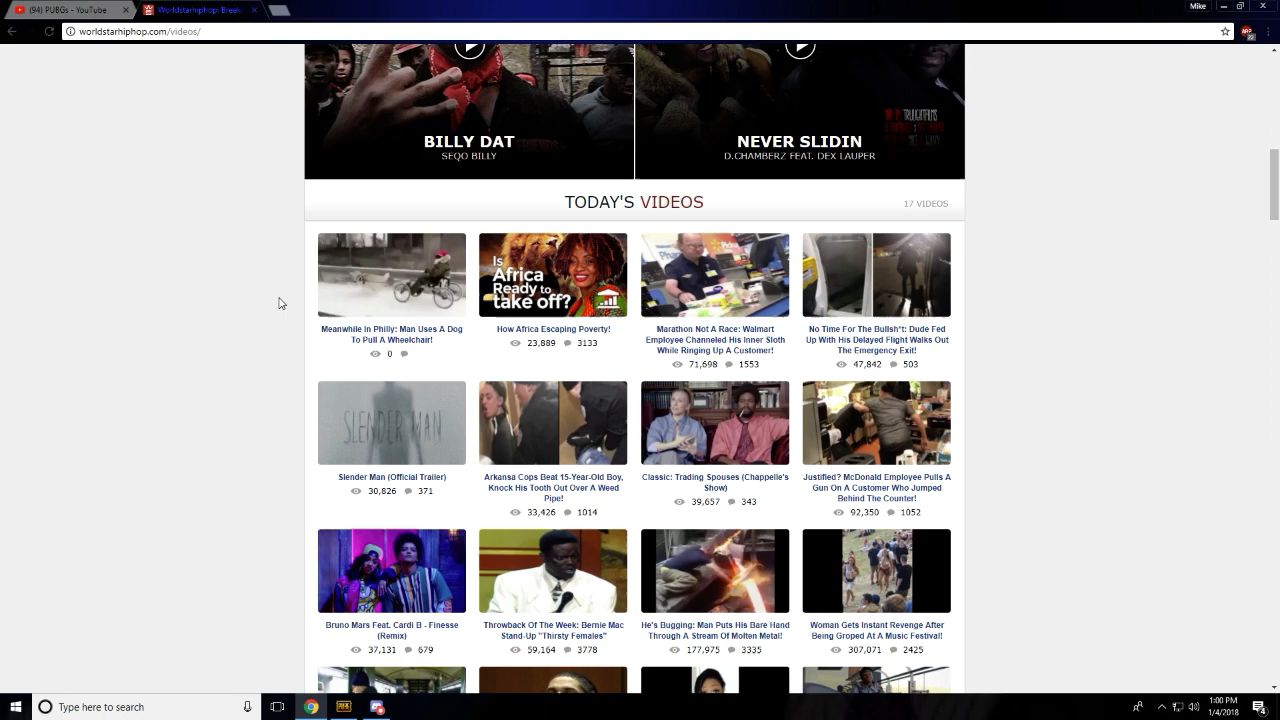 (94) PUBGs - YouTube
Worldstarhiphop: Break
Mike
worldstarhiphop.com/videos/
BILLY DAT
SEQO BILLY
NEVER SLIDIN
D.CHAMBERZ FEAT. DEX LAUPER
TODAY'S VIDEOS
17 VIDEOS
Is
Africa
Ready to
take off?
Meanwhile In Philly: Man Uses A Dog
To Pull A Wheelchair!
0
How Africa Escaping Poverty!
23,889 3133
Marathon Not A Race: Walmart
Employee Channeled His Inner Sloth
While Ringing Up A Customer!
71,698 1553
No Time For The Bullsh*t: Dude Fed
Up With His Delayed Flight Walks Out
The Emergency Exit!
47,842 503
SLENDER MAN
Slender Man (Official Trailer)
30,826 371
Arkansa Cops Beat 15-Year-Old Boy,
Knock His Tooth Out Over A Weed
Pipe!
33,426 1014
Classic: Trading Spouses (Chappelle's
Show)
39,657 343
Justified? McDonald Employee Pulls A
Gun On A Customer Who Jumped
Behind The Counter!
92,350 1052
Bruno Mars Feat. Cardi B - Finesse
(Remix)
37,131 679
Throwback Of The Week: Bernie Mac
Stand-Up "Thirsty Females"
59,164 3778
He's Bugging: Man Puts His Bare Hand
Through A Stream Of Molten Metal!
177,975 3335
Woman Gets Instant Revenge After
Being Groped At A Music Festival!
307,071 2425
Type here to search
1:00 PM
1/4/2018